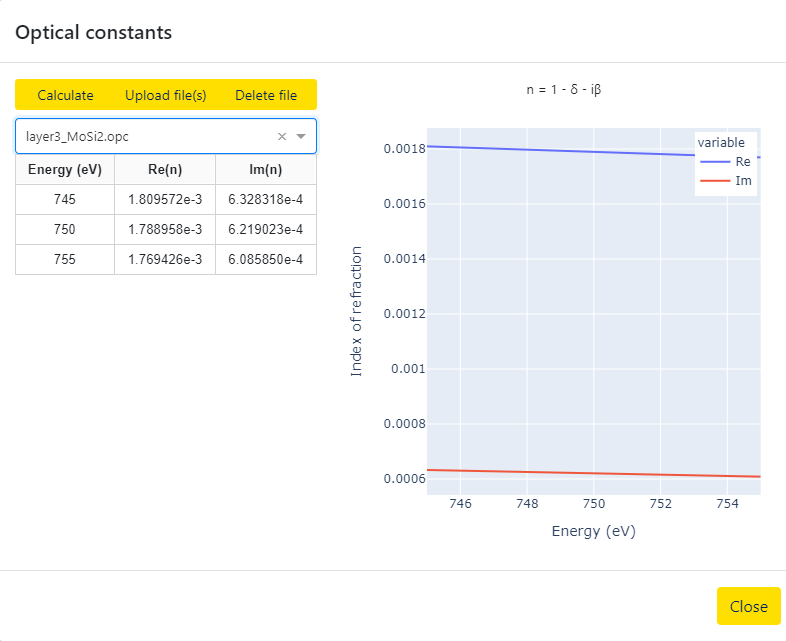 Optical constants
Calculate Upload file(s) Delete file
layer3_MoSi2.opc
Energy (eV) Re(n) Im(n)
745 1.809572e-3 6.328318e-4
750 1.788958e-3 6.219023e-4
755 1.769426e-3 6.085850e-4
n = 1 - δ - iβ
variable
Re
Im
0.0018
0.0016
0.0014
0.0012
0.001
0.0008
0.0006
Index of refraction
746 748 750 752 754
Energy (eV)
Close